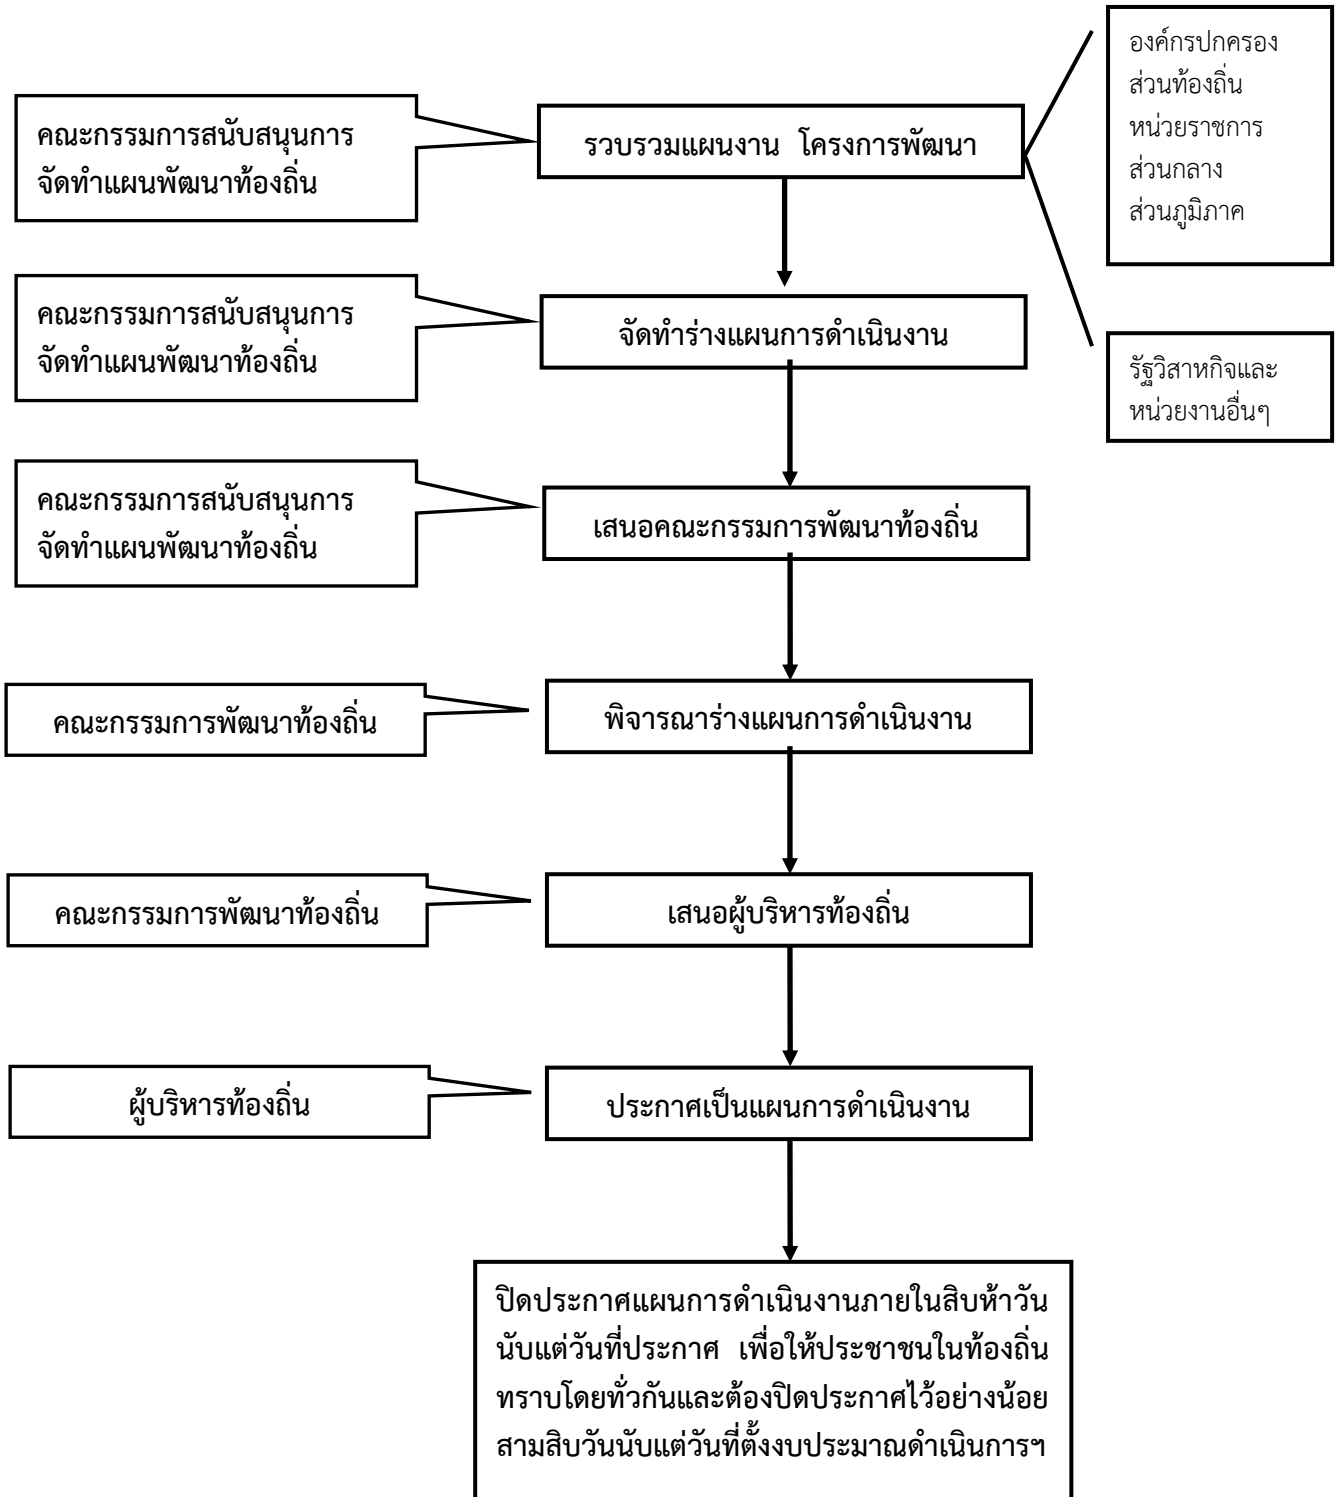 องค์กรปกครอง
ส่วนท้องถิ่น
หน่วยราชการ
ส่วนกลาง
ส่วนภูมิภาค
คณะกรรมการสนับสนุนการ
จัดทำแผนพัฒนาท้องถิ่น
รวบรวมแผนงาน โครงการพัฒนา
คณะกรรมการสนับสนุนการ
จัดทำแผนพัฒนาท้องถิ่น
จัดทำร่างแผนการดำเนินงาน
รัฐวิสาหกิจและ
หน่วยงานอื่นๆ
คณะกรรมการสนับสนุนการ
จัดทำแผนพัฒนาท้องถิ่น
เสนอคณะกรรมการพัฒนาท้องถิ่น
คณะกรรมการพัฒนาท้องถิ่น
พิจารณาร่างแผนการดำเนินงาน
คณะกรรมการพัฒนาท้องถิ่น
เสนอผู้บริหารท้องถิ่น
ผู้บริหารท้องถิ่น
ประกาศเป็นแผนการดำเนินงาน
ปิดประกาศแผนการดำเนินงานภายในสิบห้าวัน
นับแต่วันที่ประกาศ เพื่อให้ประชาชนในท้องถิ่น
ทราบโดยทั่วกันและต้องปิดประกาศไว้อย่างน้อย
สามสิบวันนับแต่วันที่ตั้งงบประมาณดำเนินการฯ